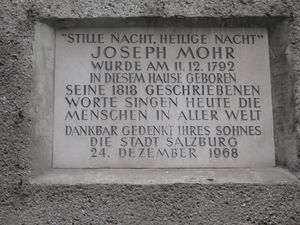 "STILLE NACHT, HEILIGE NACHT"
JOSEPH MOHR
WURDE AM 11. 12. 1792
IN DIESEM HAUSE GEBOREN
SEINE 1818 GESCHRIEBENEN
WORTE SINGEN HEUTE DIE
MENSCHEN IN ALLER WELT
DANKBAR GEDENKT IHRES SOHNES
DIE STADT SALZBURG
24. DEZEMBER 1968